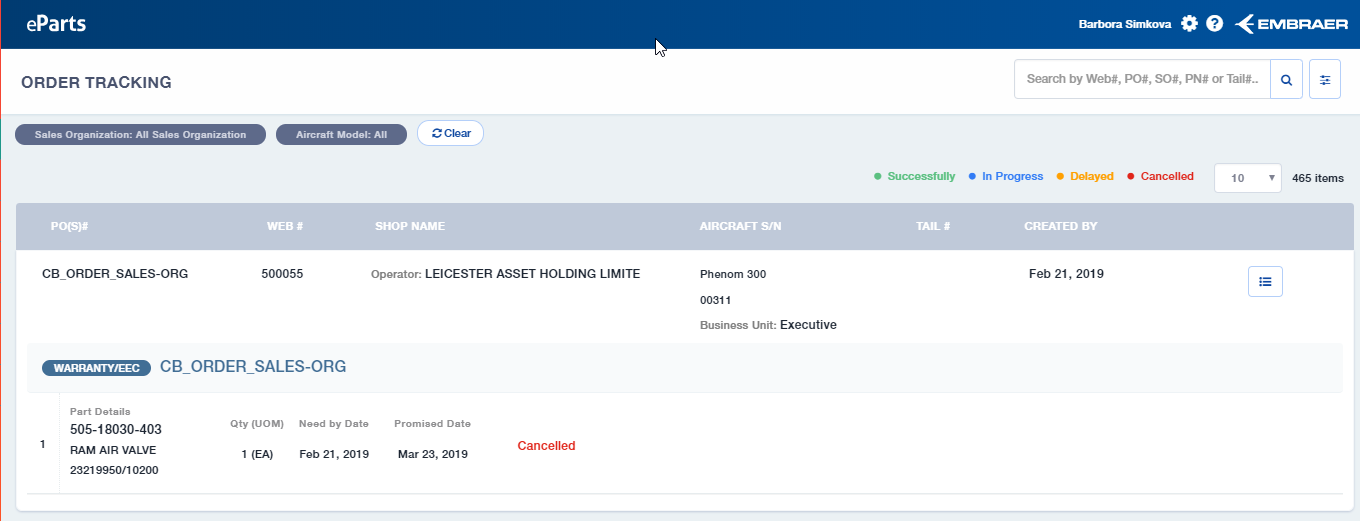 eParts
Barbora Simkova
EMBRAER
ORDER TRACKING
Search by Web#, PO#, SO#, PN# or Tail#..
Sales Organization: All Sales Organization
Aircraft Model: All
Clear
Successfully
In Progress
Delayed
Cancelled
10
465 items
PO(S)#
WEB #
SHOP NAME
AIRCRAFT S/N
TAIL #
CREATED BY
CB_ORDER_SALES-ORG
500055
Operator: LEICESTER ASSET HOLDING LIMITE
Phenom 300
00311
Business Unit: Executive
Feb 21, 2019
WARRANTY/EEC
CB_ORDER_SALES-ORG
1
Part Details
505-18030-403
RAM AIR VALVE
23219950/10200
Qty (UOM)
1 (EA)
Need by Date
Feb 21, 2019
Promised Date
Mar 23, 2019
Cancelled